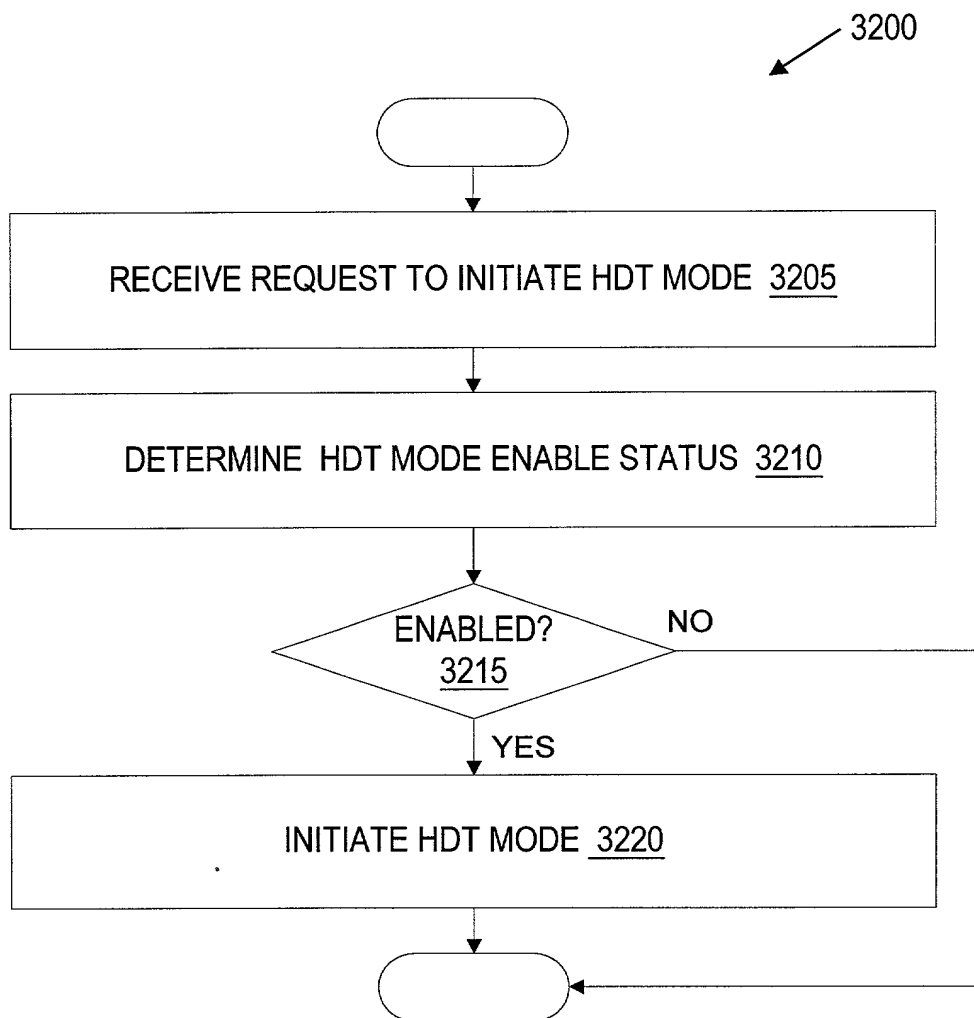 3200
RECEIVE REQUEST TO INITIATE HDT MODE 3205
DETERMINE HDT MODE ENABLE STATUS 3210
ENABLED?
3215
NO
YES
INITIATE HDT MODE 3220